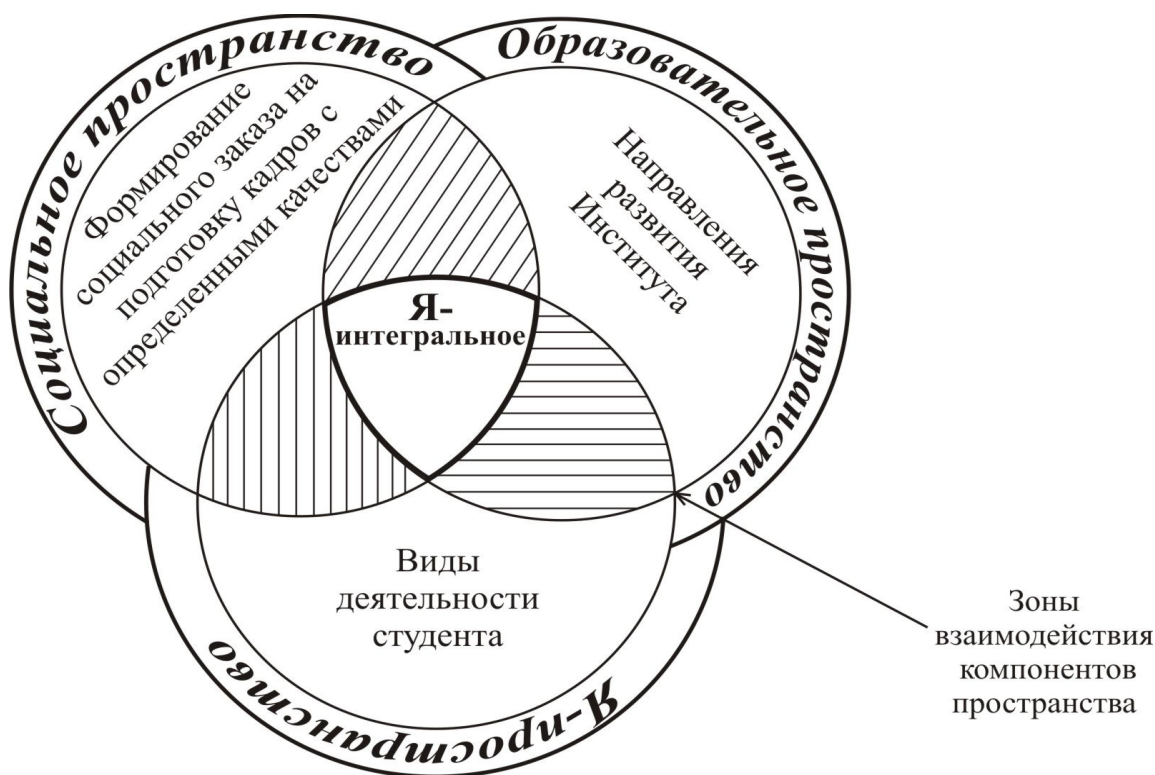 Социальное пространство
Формирование
социального заказа на
подготовку кадров с
определенными качествами
Образовательное пространство
Направления
развития
Института
Я-
интегральное
Виды
деятельности
студента
Я-пространство
Зоны
взаимодействия
компонентов
пространства